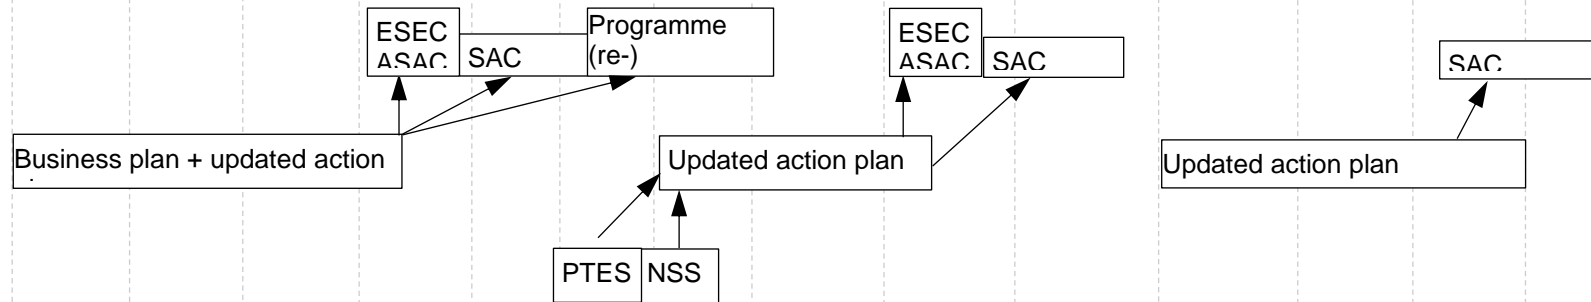 ESEC
ASAC
SAC
Programme
(re-)
ESEC
ASAC
SAC
SAC
Business plan + updated action
Updated action plan
Updated action plan
PTES
NSS